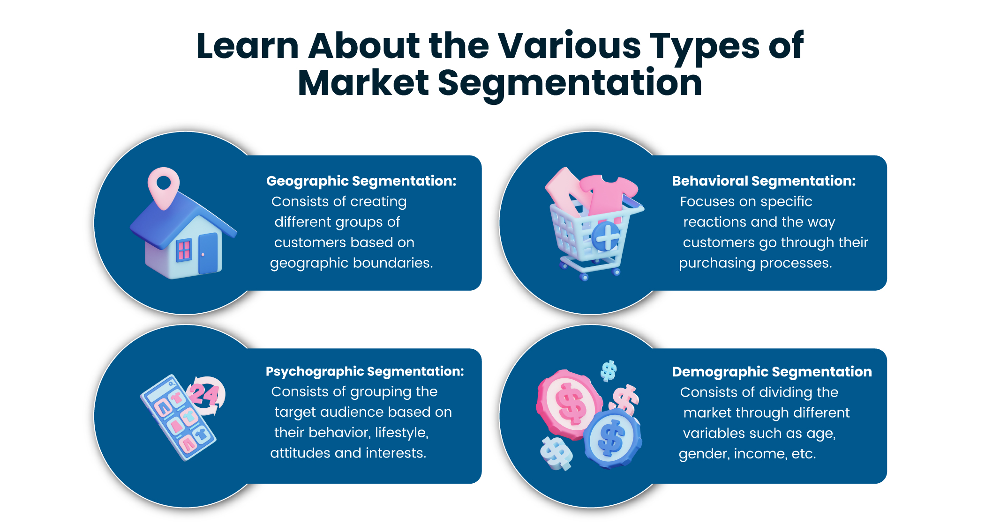 Learn About the Various Types of
Market Segmentation
Geographic Segmentation:
Consists of creating
different groups of
customers based on
geographic boundaries.
Behavioral Segmentation:
Focuses on specific
reactions and the way
customers go through their
purchasing processes.
24
Psychographic Segmentation:
Consists of grouping the
target audience based on
their behavior, lifestyle,
attitudes and interests.
$
$
$
$
$
Demographic Segmentation
Consists of dividing the
market through different
variables such as age,
gender, income, etc.